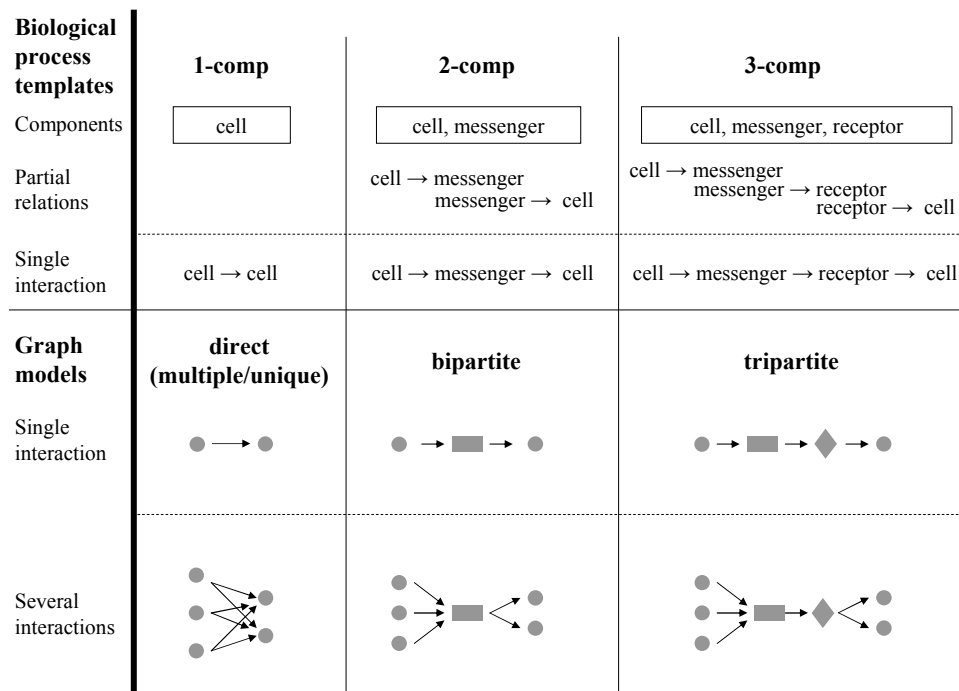 Biological
process
templates
1-comp
2-comp
3-comp
Components
cell
cell, messenger
cell, messenger, receptor
Partial
relations
cell → messenger
messenger → cell
cell → messenger
messenger → receptor
receptor → cell
Single
interaction
cell → cell
cell → messenger → cell
cell → messenger → receptor → cell
Graph
models
direct
(multiple/unique)
bipartite
tripartite
Single
interaction
Several
interactions